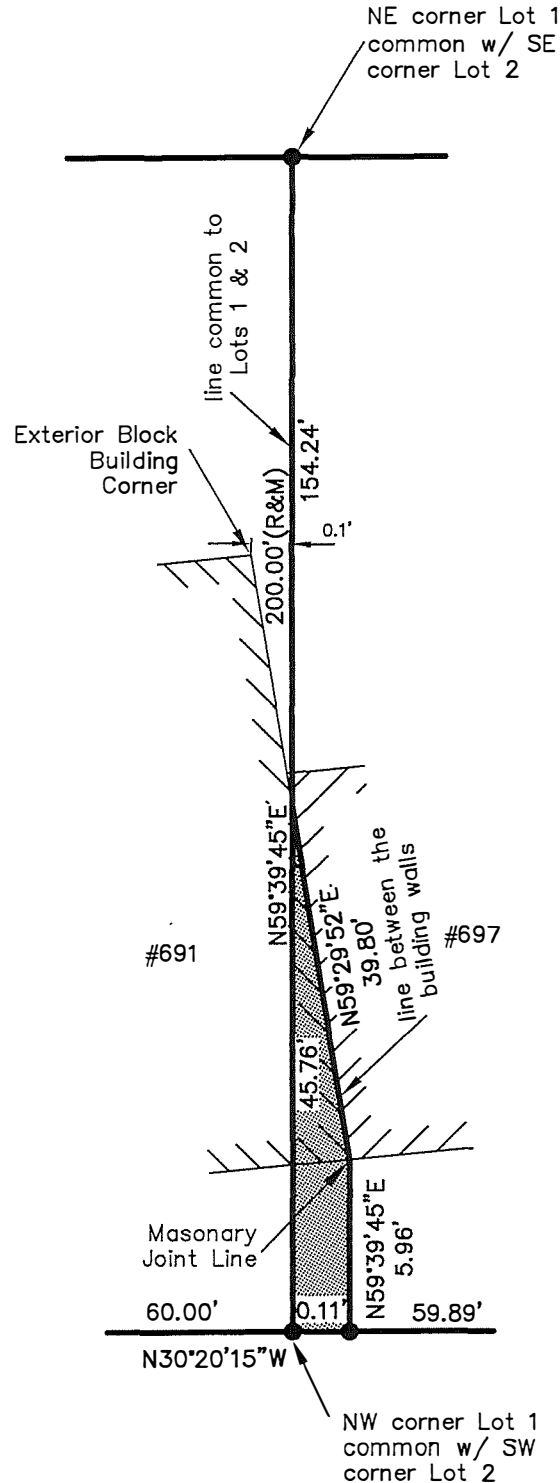 NE corner Lot 1
common w/ SE
corner Lot 2
line common to
Lots 1 & 2
154.24'
200.00'(R&M)
Exterior Block
Building
Corner
0.1'
N59°39'45"E
N59°29'52"E
39.80'
line between the
building walls
#691
#697
45.76'
Masonary
Joint Line
N59°39'45"E
5.96'
60.00'
0.11'
59.89'
N30°20'15"W
NW corner Lot 1
common w/ SW
corner Lot 2